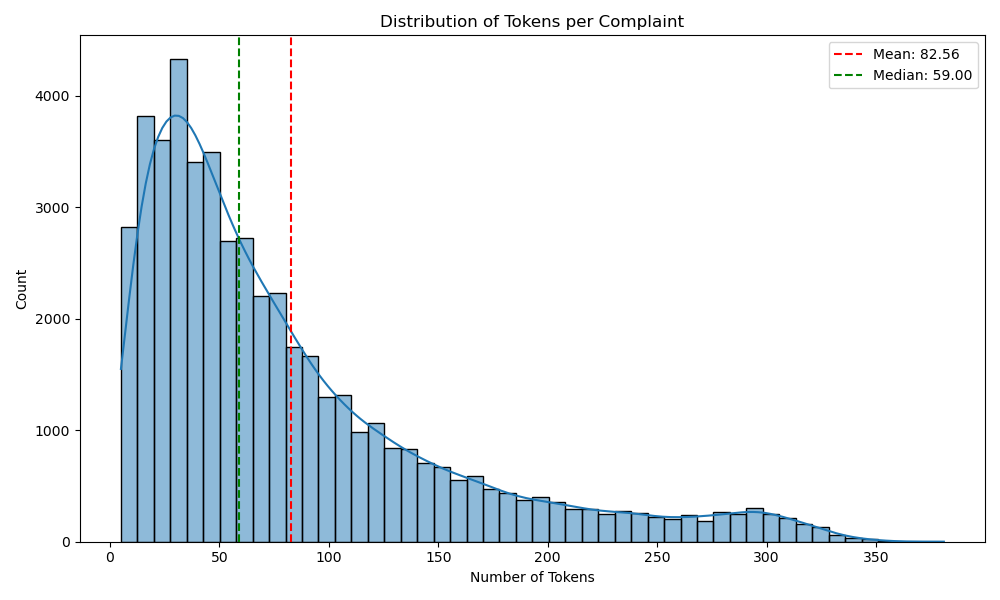 Distribution of Tokens per Complaint
Mean: 82.56
Median: 59.00
Count
4000
3000
2000
1000
0
0 50 100 150 200 250 300 350
Number of Tokens